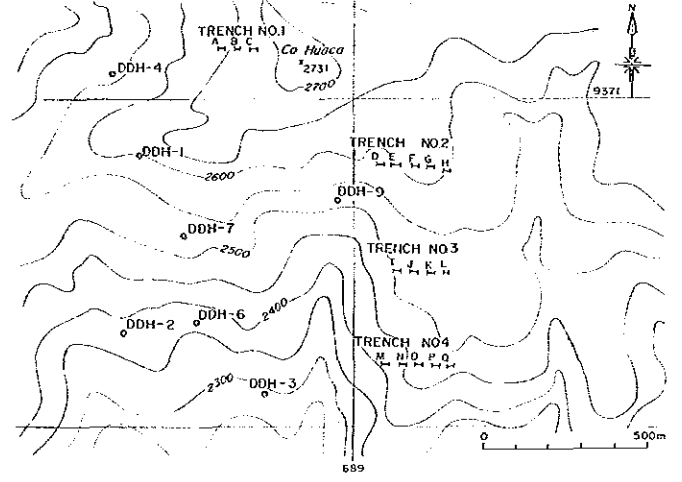 TRENCH NO.1
N
A B C
Co Huaca
2731
DDH-4
2700
9371
TRENCH NO.2
D E F G H
DDH-1
2600
DDH-9
DDH-7
2500
TRENCH NO.3
I J K L
2400
DDH-6
DDH-2
TRENCH NO.4
M N O P Q
2300
DDH-3
0 500m
689